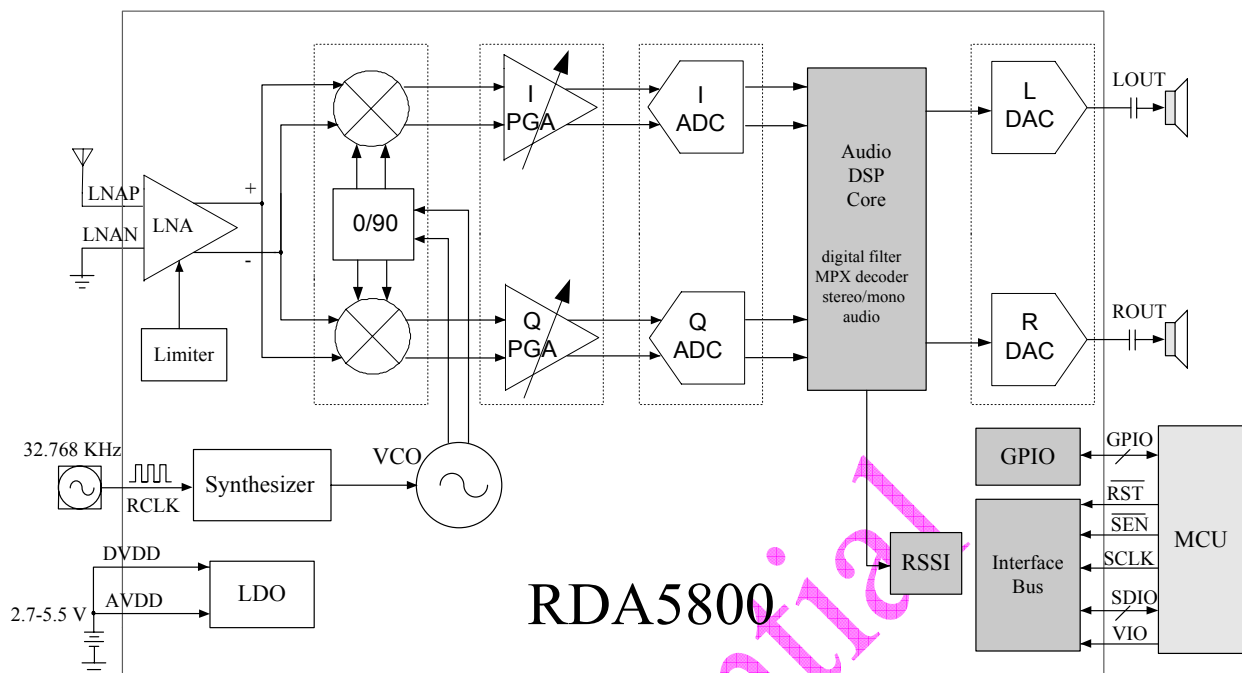 I
PGA
I
ADC
L
DAC
LOUT
Audio
DSP
Core
digital filter
MPX decoder
stereo/mono
audio
LNAP
LNAN
LNA
+
-
0/90
Limiter
Q
PGA
Q
ADC
R
DAC
ROUT
32.768 KHz
RCLK
Synthesizer
VCO
DVDD
AVDD
2.7-5.5 V
LDO
RDA5800
RSSI
GPIO
GPIO
Interface
Bus
RST
SEN
SCLK
SDIO
VIO
MCU